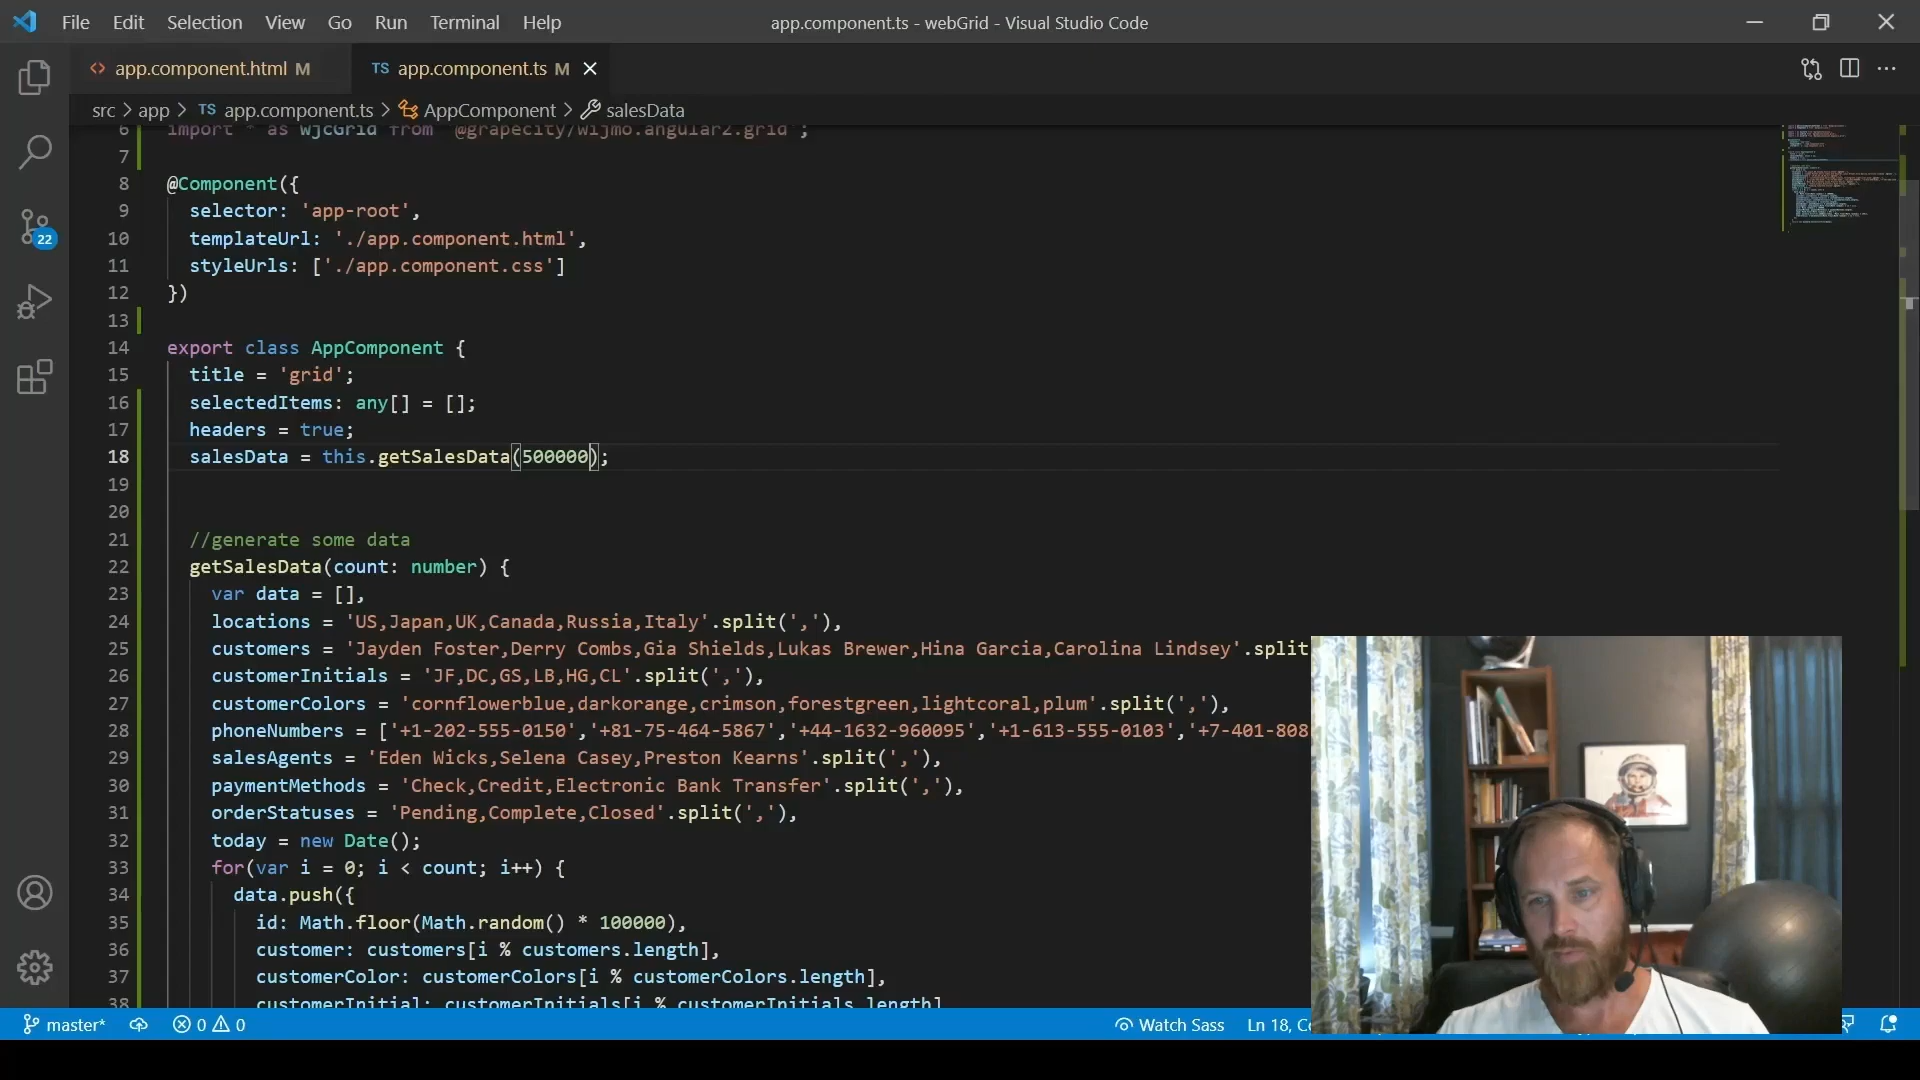 File Edit Selection View Go Run Terminal Help
app.component.ts - webGrid - Visual Studio Code
<> app.component.html M
TS app.component.ts M
src > app > TS app.component.ts > AppComponent > salesData
6 import * as wjcGrid from '@grapecity/wijmo.angular2.grid';
7
8 @Component({
9 selector: 'app-root',
10 templateUrl: './app.component.html',
11 styleUrls: ['./app.component.css']
12 })
13
14 export class AppComponent {
15 title = 'grid';
16 selectedItems: any[] = [];
17 headers = true;
18 salesData = this.getSalesData(500000);
19
20
21 //generate some data
22 getSalesData(count: number) {
23 var data = [],
24 locations = 'US,Japan,UK,Canada,Russia,Italy'.split(','),
25 customers = 'Jayden Foster,Derry Combs,Gia Shields,Lukas Brewer,Hina Garcia,Carolina Lindsey'.split
26 customerInitials = 'JF,DC,GS,LB,HG,CL'.split(','),
27 customerColors = 'cornflowerblue,darkorange,crimson,forestgreen,lightcoral,plum'.split(','),
28 phoneNumbers = ['+1-202-555-0150','+81-75-464-5867','+44-1632-960095','+1-613-555-0103','+7-401-808
29 salesAgents = 'Eden Wicks,Selena Casey,Preston Kearns'.split(','),
30 paymentMethods = 'Check,Credit,Electronic Bank Transfer'.split(','),
31 orderStatuses = 'Pending,Complete,Closed'.split(','),
32 today = new Date();
33 for(var i = 0; i < count; i++) {
34 data.push({
35 id: Math.floor(Math.random() * 100000),
36 customer: customers[i % customers.length],
37 customerColor: customerColors[i % customerColors.length],
38 customerInitial: customerInitials[i % customerInitials.length]
22
master* 0 0
Watch Sass Ln 18, C